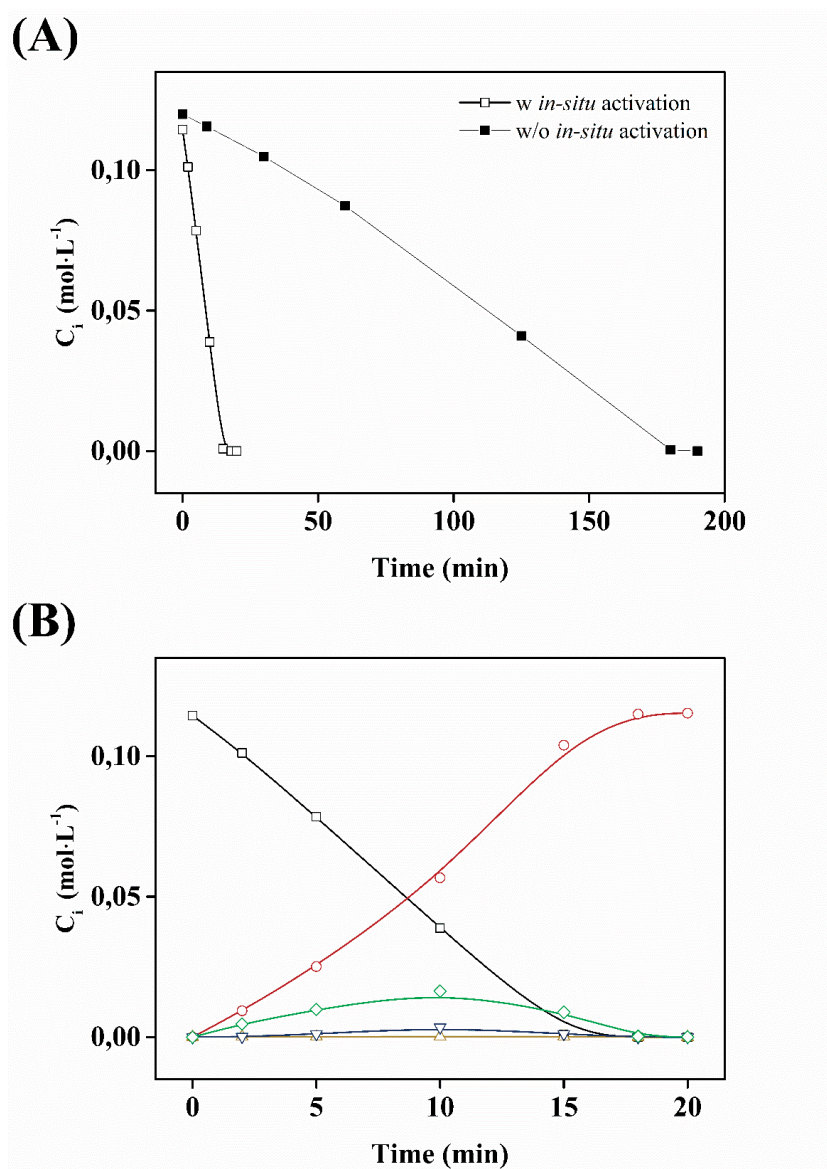 (A)
w in-situ activation
w/o in-situ activation
0,10
0,05
0,00
Cᵢ (mol·L⁻¹)
0 50 100 150 200
Time (min)
(B)
0,10
0,05
0,00
Cᵢ (mol·L⁻¹)
0 5 10 15 20
Time (min)